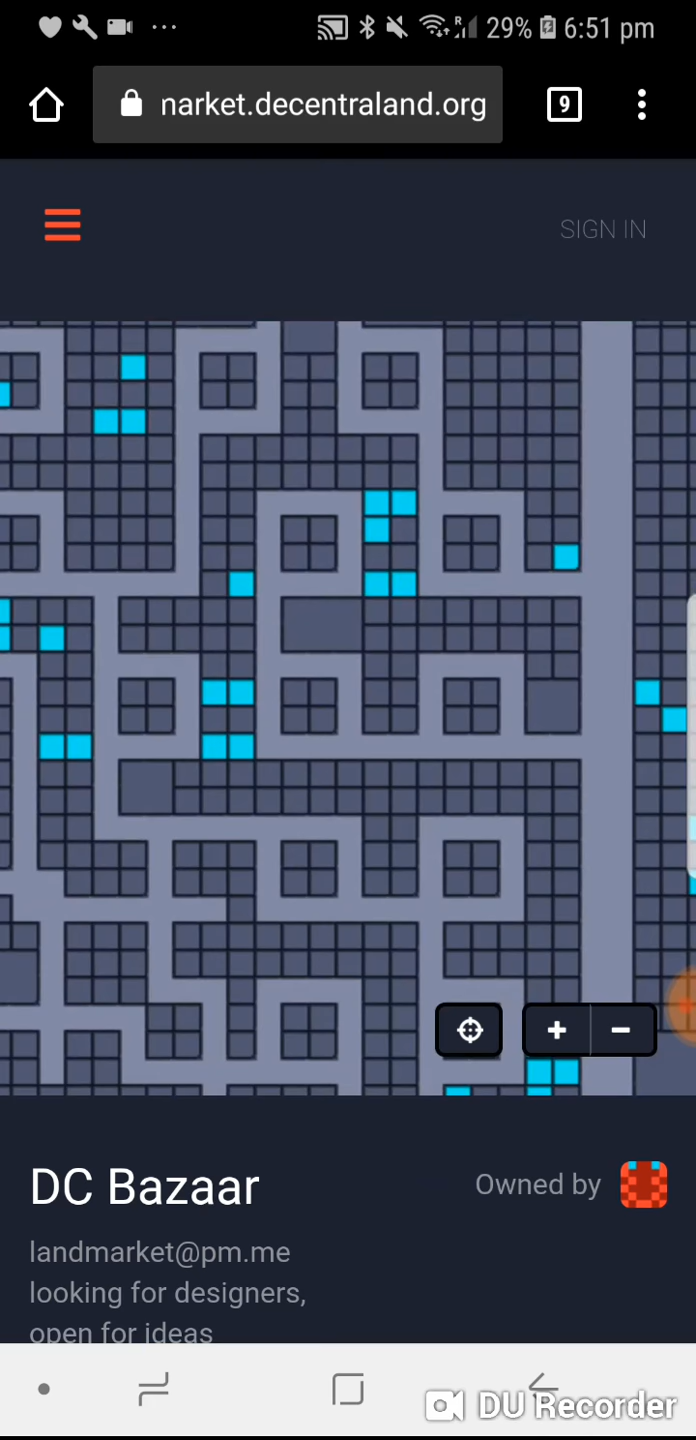 29% 6:51 pm
narket.decentraland.org 9
SIGN IN
DC Bazaar
Owned by
landmarket@pm.me
looking for designers,
open for ideas
DU Recorder